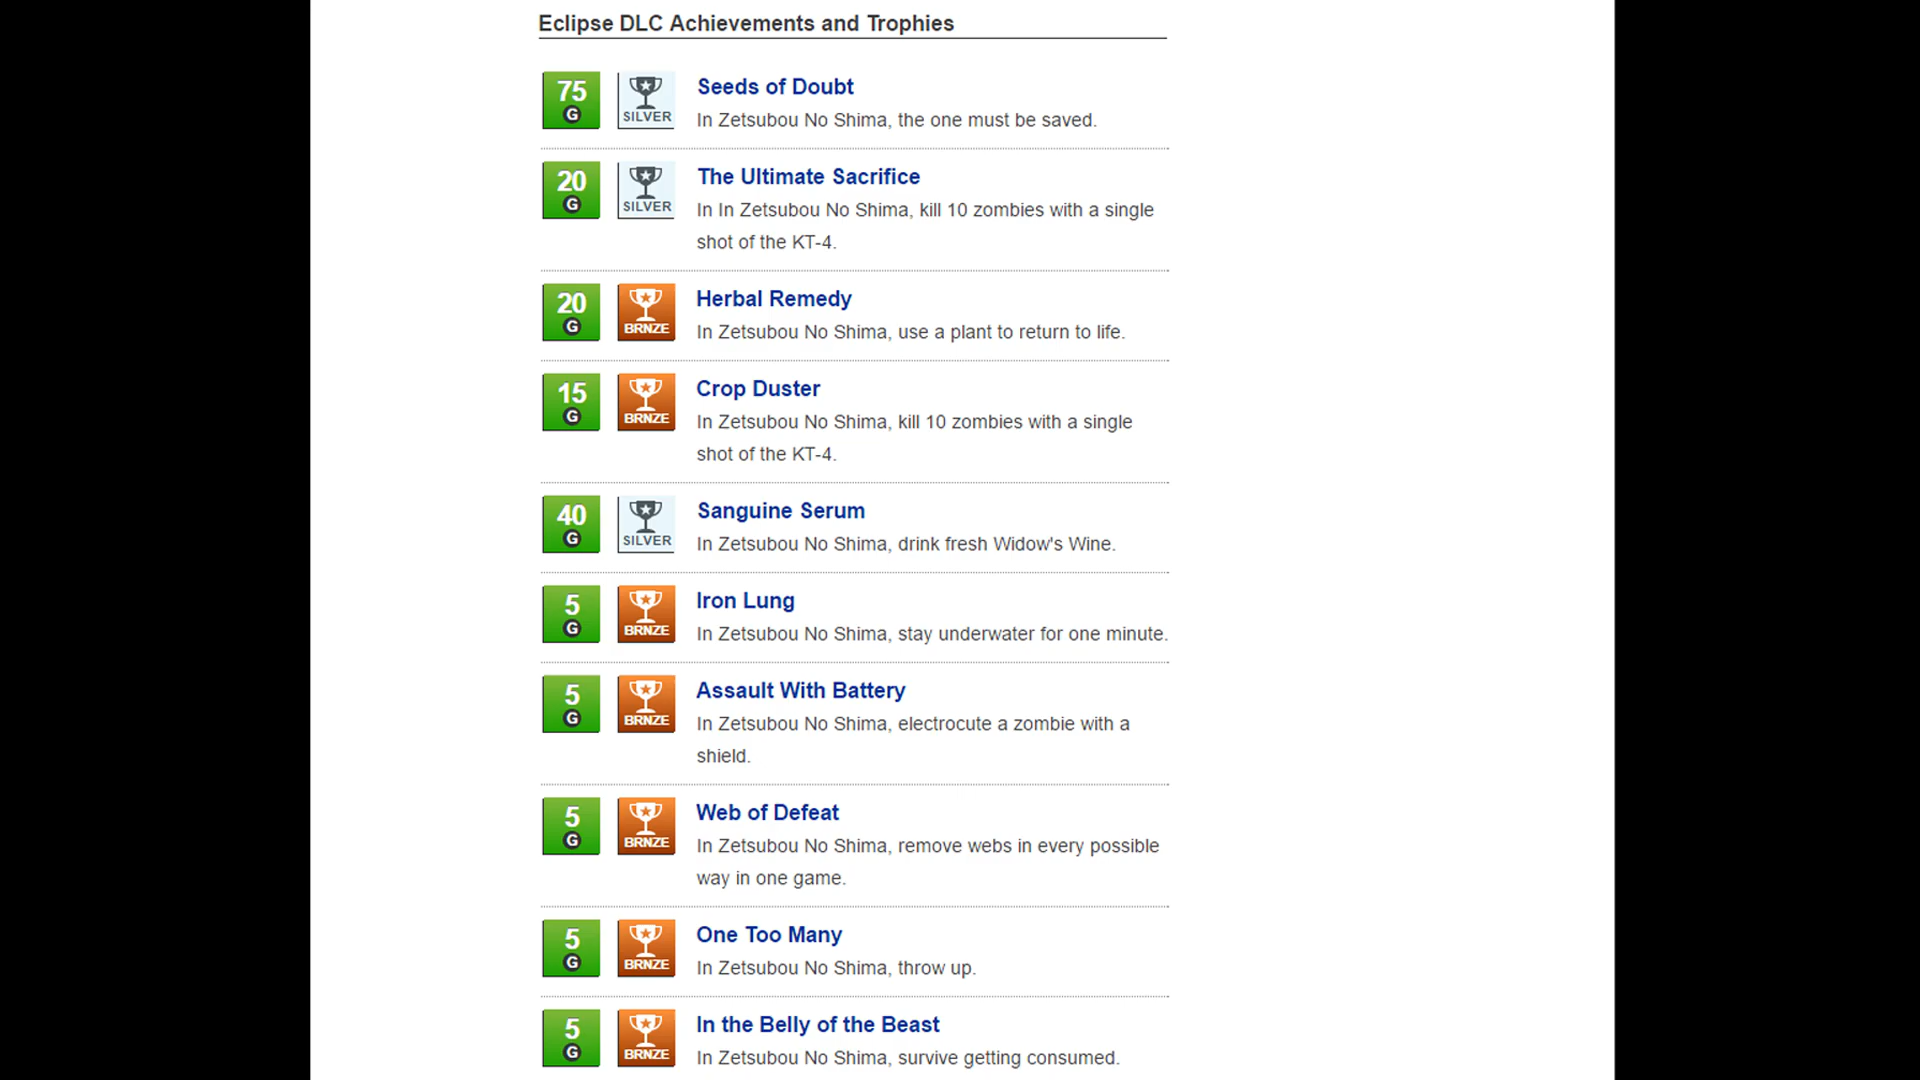 Eclipse DLC Achievements and Trophies
75
G
SILVER
Seeds of Doubt
In Zetsubou No Shima, the one must be saved.
20
G
SILVER
The Ultimate Sacrifice
In In Zetsubou No Shima, kill 10 zombies with a single
shot of the KT-4.
20
G
BRNZE
Herbal Remedy
In Zetsubou No Shima, use a plant to return to life.
15
G
BRNZE
Crop Duster
In Zetsubou No Shima, kill 10 zombies with a single
shot of the KT-4.
40
G
SILVER
Sanguine Serum
In Zetsubou No Shima, drink fresh Widow's Wine.
5
G
BRNZE
Iron Lung
In Zetsubou No Shima, stay underwater for one minute.
5
G
BRNZE
Assault With Battery
In Zetsubou No Shima, electrocute a zombie with a
shield.
5
G
BRNZE
Web of Defeat
In Zetsubou No Shima, remove webs in every possible
way in one game.
5
G
BRNZE
One Too Many
In Zetsubou No Shima, throw up.
5
G
BRNZE
In the Belly of the Beast
In Zetsubou No Shima, survive getting consumed.